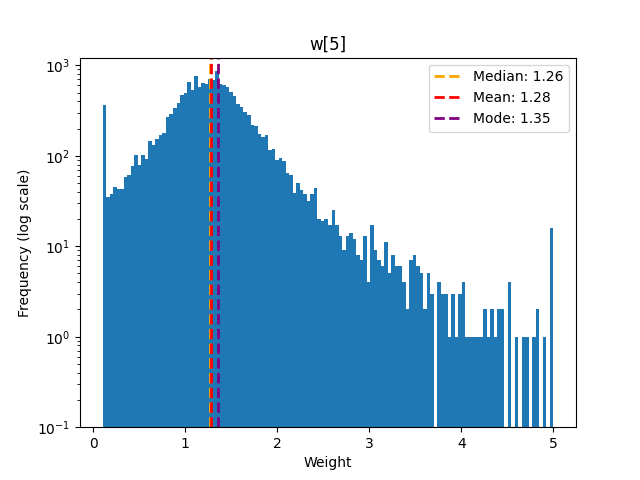 w[5]
Median: 1.26
Mean: 1.28
Mode: 1.35
Frequency (log scale)
10³
10²
10¹
10⁰
10⁻¹
0 1 2 3 4 5
Weight